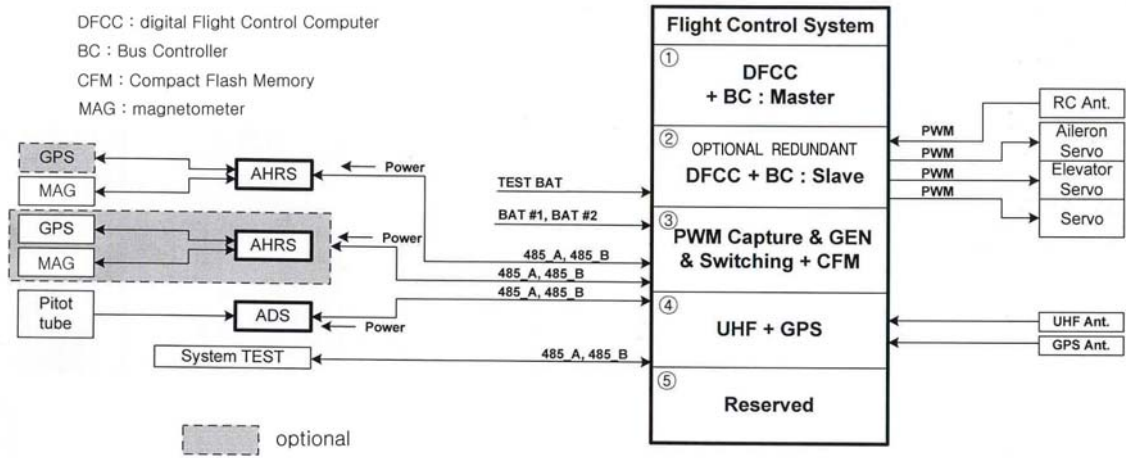 DFCC : digital Flight Control Computer
BC : Bus Controller
CFM : Compact Flash Memory
MAG : magnetometer
GPS
MAG
AHRS
Power
GPS
MAG
AHRS
Power
Pitot
tube
ADS
Power
System TEST
optional
TEST BAT
BAT #1, BAT #2
485_A, 485_B
485_A, 485_B
485_A, 485_B
485_A, 485_B
Flight Control System
①
DFCC
+ BC : Master
②
OPTIONAL REDUNDANT
DFCC + BC : Slave
③
PWM Capture & GEN
& Switching + CFM
④
UHF + GPS
⑤
Reserved
PWM
PWM
PWM
PWM
RC Ant.
Aileron
Servo
Elevator
Servo
Servo
UHF Ant.
GPS Ant.